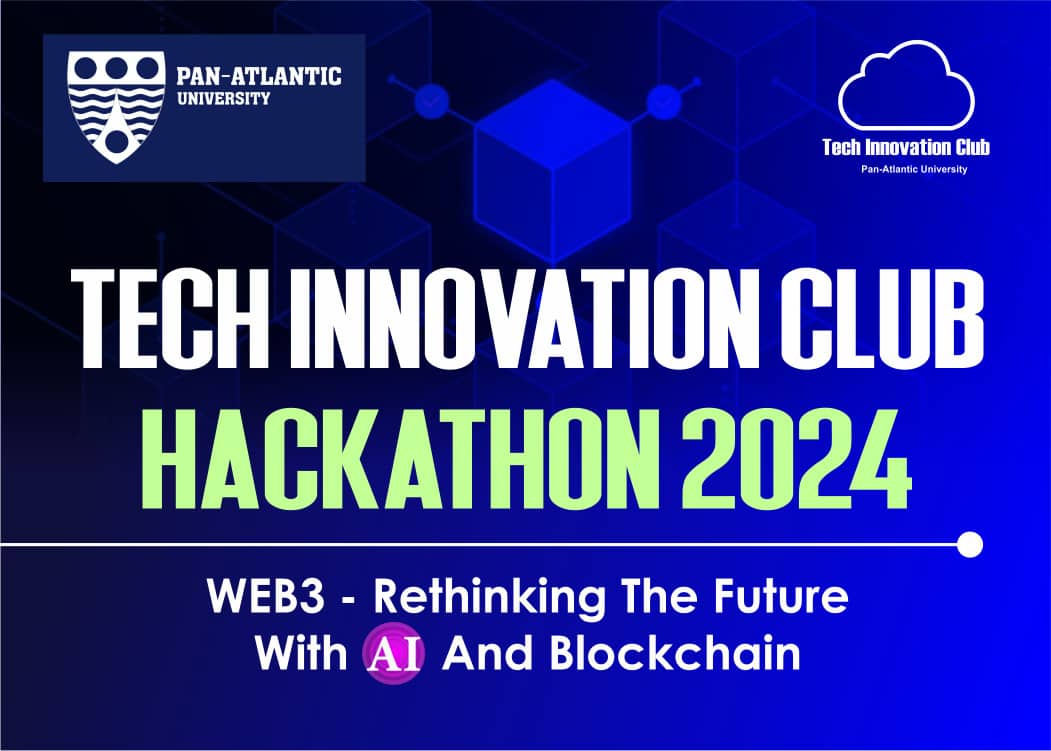 PAN-ATLANTIC
UNIVERSITY
Tech Innovation Club
Pan-Atlantic University
TECH INNOVATION CLUB
HACKATHON 2024
WEB3 - Rethinking The Future
With AI And Blockchain